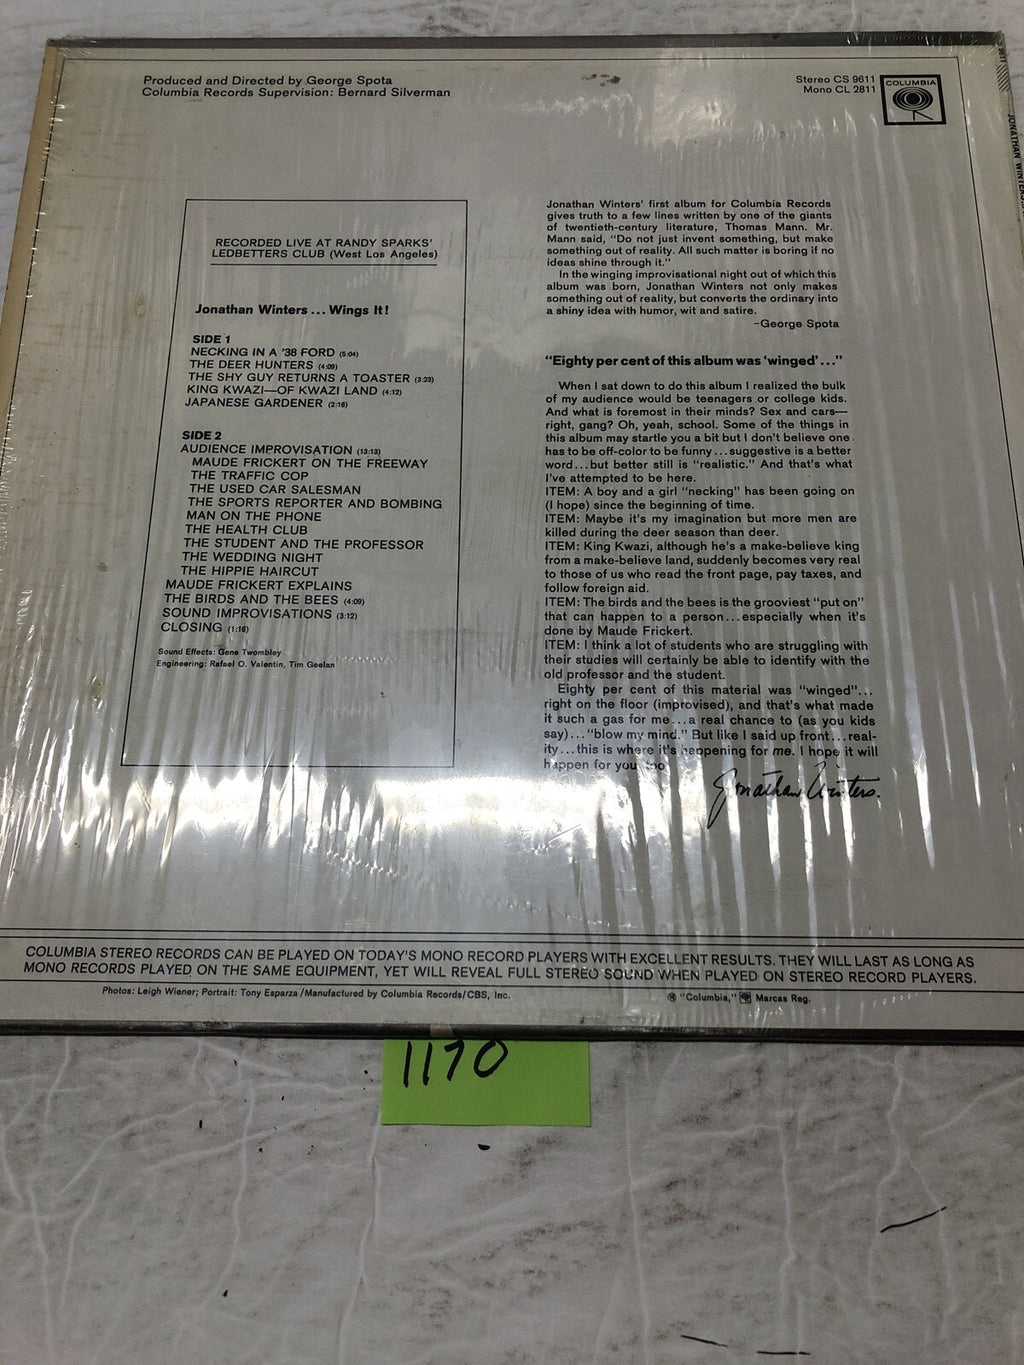 Produced and Directed by George Spota
Columbia Records Supervision: Bernard Silverman
Stereo CS 9611
Mono CL 2811
COLUMBIA
JONATHAN WINTERS
RECORDED LIVE AT RANDY SPARKS'
LEDBETTERS CLUB (West Los Angeles)
Jonathan Winters ... Wings It!
SIDE 1
NECKING IN A '38 FORD (5:04)
THE DEER HUNTERS (4:09)
THE SHY GUY RETURNS A TOASTER (3:23)
KING KWAZI—OF KWAZI LAND (4:12)
JAPANESE GARDENER (2:16)
SIDE 2
AUDIENCE IMPROVISATION (13:13)
MAUDE FRICKERT ON THE FREEWAY
THE TRAFFIC COP
THE USED CAR SALESMAN
THE SPORTS REPORTER AND BOMBING
MAN ON THE PHONE
THE HEALTH CLUB
THE STUDENT AND THE PROFESSOR
THE WEDDING NIGHT
THE HIPPIE HAIRCUT
MAUDE FRICKERT EXPLAINS
THE BIRDS AND THE BEES (4:09)
SOUND IMPROVISATIONS (3:12)
CLOSING (1:16)
Sound Effects: Gene Twombley
Engineering: Rafael O. Valentin, Tim Geelan
Jonathan Winters' first album for Columbia Records
gives truth to a few lines written by one of the giants
of twentieth-century literature, Thomas Mann. Mr.
Mann said, "Do not just invent something, but make
something out of reality. All such matter is boring if no
ideas shine through it."
In the winging improvisational night out of which this
album was born, Jonathan Winters not only makes
something out of reality, but converts the ordinary into
a shiny idea with humor, wit and satire.
–George Spota
"Eighty per cent of this album was 'winged'..."
When I sat down to do this album I realized the bulk
of my audience would be teenagers or college kids.
And what is foremost in their minds? Sex and cars—
right, gang? Oh, yeah, school. Some of the things in
this album may startle you a bit but I don't believe one
has to be off-color to be funny...suggestive is a better
word...but better still is "realistic." And that's what
I've attempted to be here.
ITEM: A boy and a girl "necking" has been going on
(I hope) since the beginning of time.
ITEM: Maybe it's my imagination but more men are
killed during the deer season than deer.
ITEM: King Kwazi, although he's a make-believe king
from a make-believe land, suddenly becomes very real
to those of us who read the front page, pay taxes, and
follow foreign aid.
ITEM: The birds and the bees is the grooviest "put on"
that can happen to a person...especially when it's
done by Maude Frickert.
ITEM: I think a lot of students who are struggling with
their studies will certainly be able to identify with the
old professor and the student.
Eighty per cent of this material was "winged"...
right on the floor (improvised), and that's what made
it such a gas for me...a real chance to (as you kids
say)..."blow my mind." But like I said up front...real-
ity...this is where it's happening for me. I hope it will
happen for you too
Jonathan Winters.
COLUMBIA STEREO RECORDS CAN BE PLAYED ON TODAY'S MONO RECORD PLAYERS WITH EXCELLENT RESULTS. THEY WILL LAST AS LONG AS
MONO RECORDS PLAYED ON THE SAME EQUIPMENT, YET WILL REVEAL FULL STEREO SOUND WHEN PLAYED ON STEREO RECORD PLAYERS.
Photos: Leigh Wiener; Portrait: Tony Esparza / Manufactured by Columbia Records/CBS, Inc.
® "Columbia," Marcas Reg.
1170